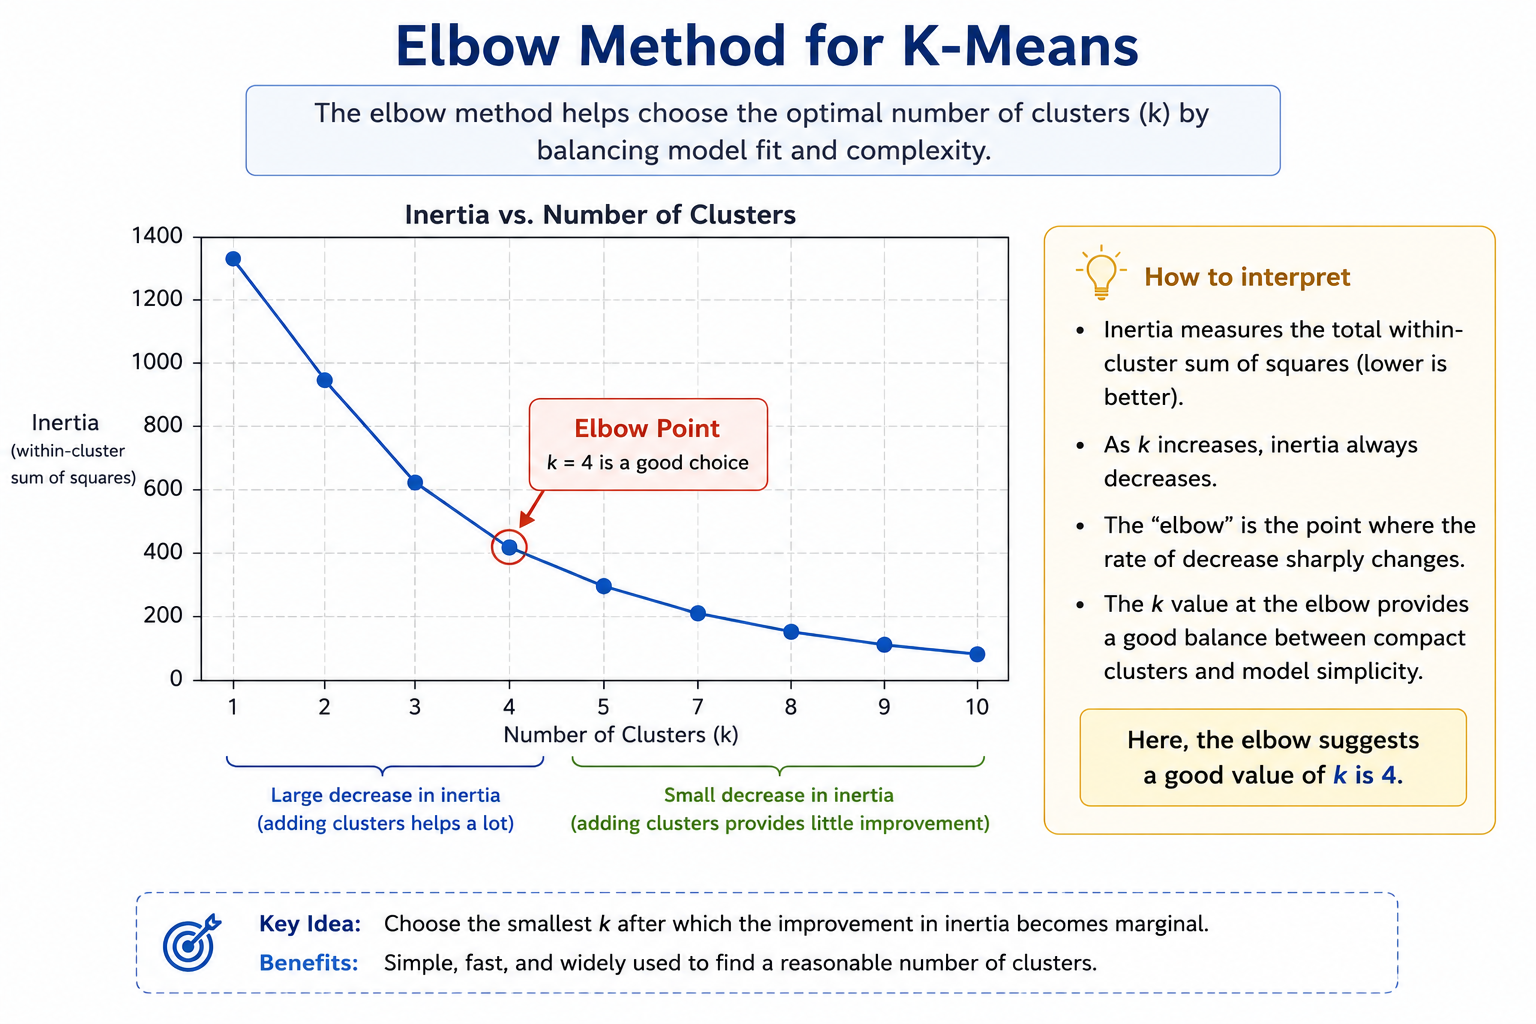 Elbow Method for K-Means
The elbow method helps choose the optimal number of clusters (k) by
balancing model fit and complexity.
Inertia vs. Number of Clusters
1400
1200
1000
800
600
400
200
0
Inertia
(within-cluster
sum of squares)
Elbow Point
k = 4 is a good choice
1 2 3 4 5 7 8 9 10
Number of Clusters (k)
Large decrease in inertia
(adding clusters helps a lot)
Small decrease in inertia
(adding clusters provides little improvement)
How to interpret
• Inertia measures the total within-
cluster sum of squares (lower is
better).
• As k increases, inertia always
decreases.
• The “elbow” is the point where the
rate of decrease sharply changes.
• The k value at the elbow provides
a good balance between compact
clusters and model simplicity.
Here, the elbow suggests
a good value of k is 4.
Key Idea: Choose the smallest k after which the improvement in inertia becomes marginal.
Benefits: Simple, fast, and widely used to find a reasonable number of clusters.